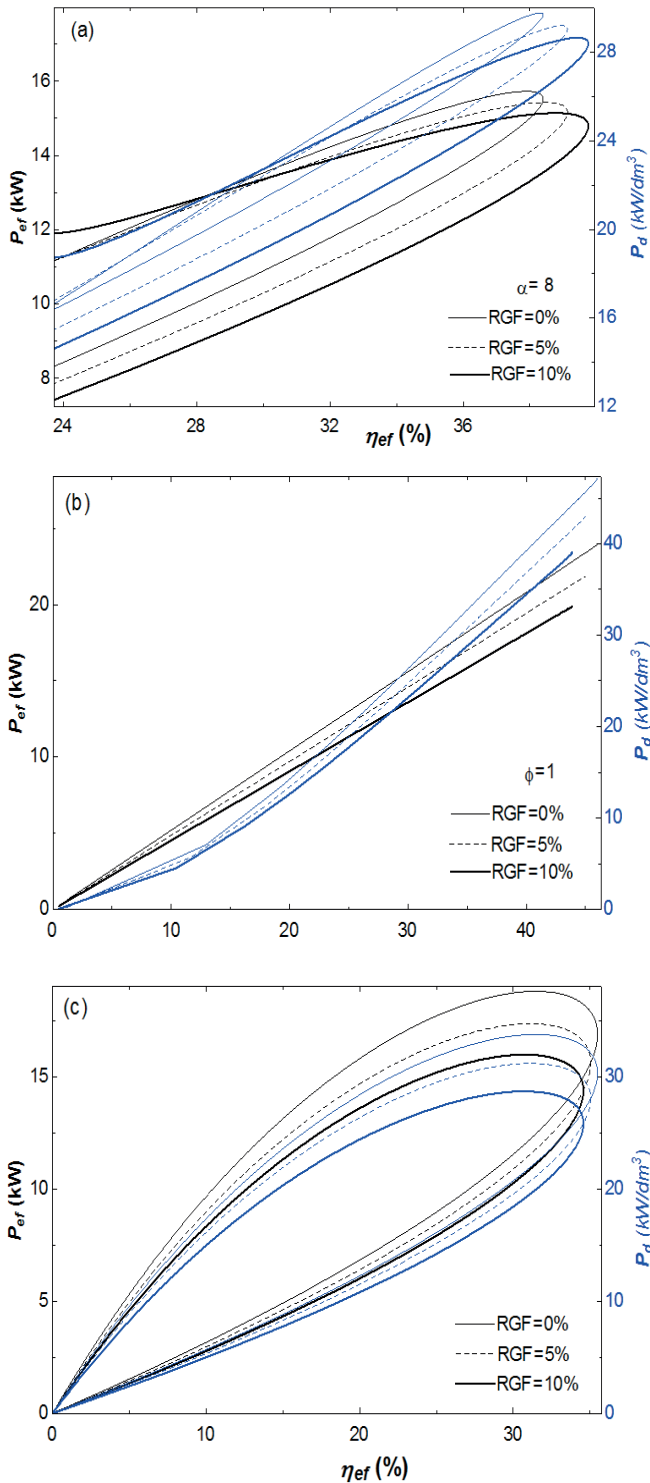 (a)
16
14
12
10
8
P_ef (kW)
28
24
20
16
12
P_d (kW/dm³)
α= 8
RGF=0%
RGF=5%
RGF=10%
24 28 32 36
η_ef (%)
(b)
20
10
0
P_ef (kW)
40
30
20
10
0
P_d (kW/dm³)
ϕ=1
RGF=0%
RGF=5%
RGF=10%
0 10 20 30 40
(c)
15
10
5
0
P_ef (kW)
30
20
10
0
P_d (kW/dm³)
RGF=0%
RGF=5%
RGF=10%
0 10 20 30
η_ef (%)